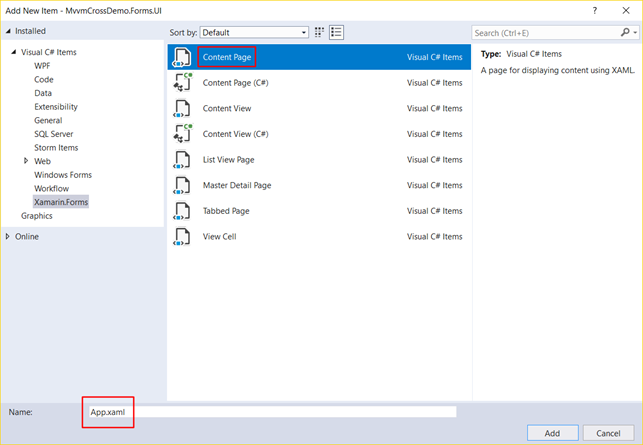 Add New Item - MvvmCrossDemo.Forms.UI
? ×
Installed
Visual C# Items
WPF
Code
Data
Extensibility
General
SQL Server
Storm Items
Web
Windows Forms
Workflow
Xamarin.Forms
Graphics
Online
Sort by: Default
Search (Ctrl+E)
Content Page Visual C# Items
Content Page (C#) Visual C# Items
Content View Visual C# Items
Content View (C#) Visual C# Items
List View Page Visual C# Items
Master Detail Page Visual C# Items
Tabbed Page Visual C# Items
View Cell Visual C# Items
Type: Visual C# Items
A page for displaying content using XAML.
Name: App.xaml
Add Cancel